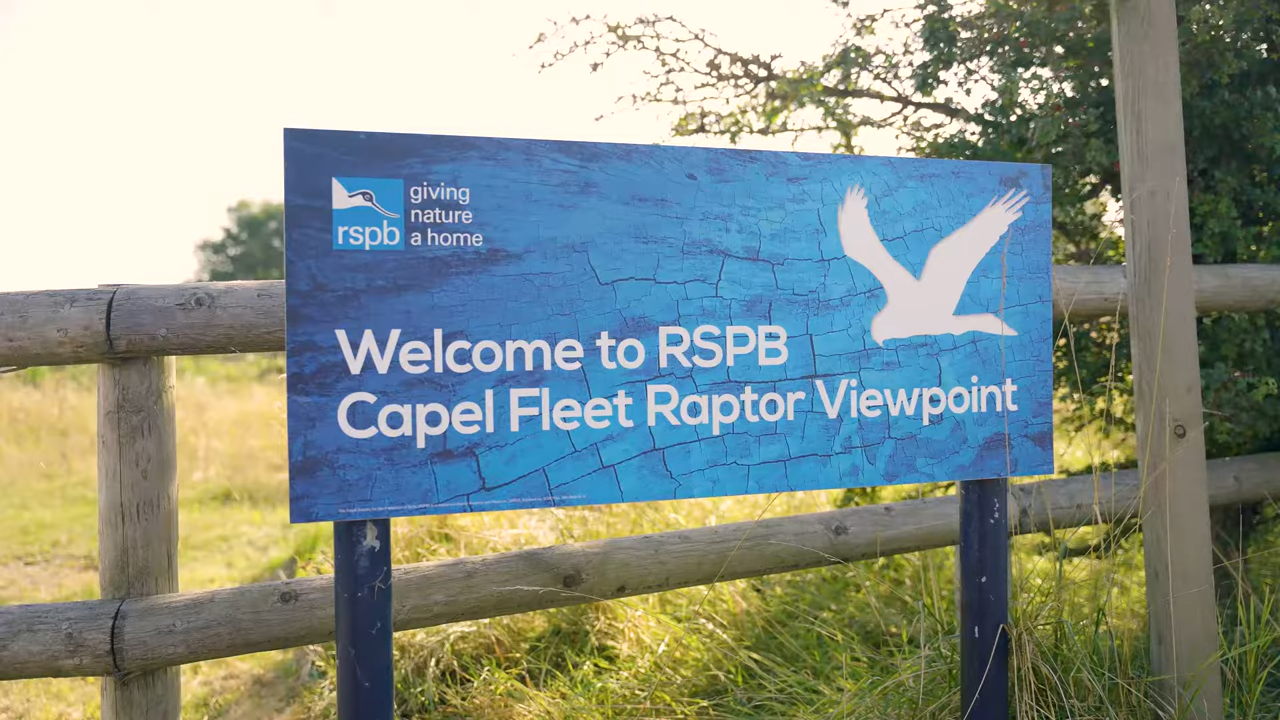 giving
nature
a home
rspb
Welcome to RSPB
Capel Fleet Raptor Viewpoint